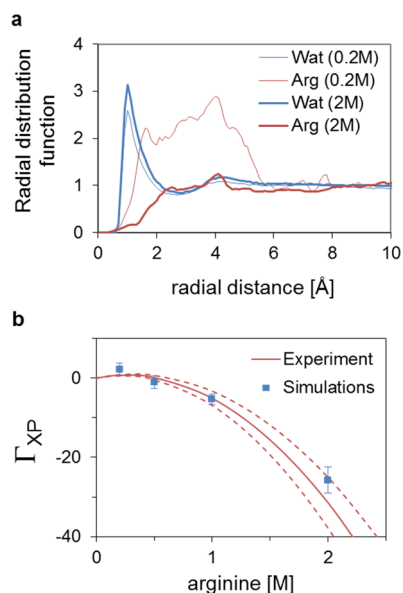 a
Radial distribution
function
4
3
2
1
0
Wat (0.2M)
Arg (0.2M)
Wat (2M)
Arg (2M)
0 2 4 6 8 10
radial distance [Å]
b
ΓXP
0
-20
-40
Experiment
Simulations
0 1 2
arginine [M]